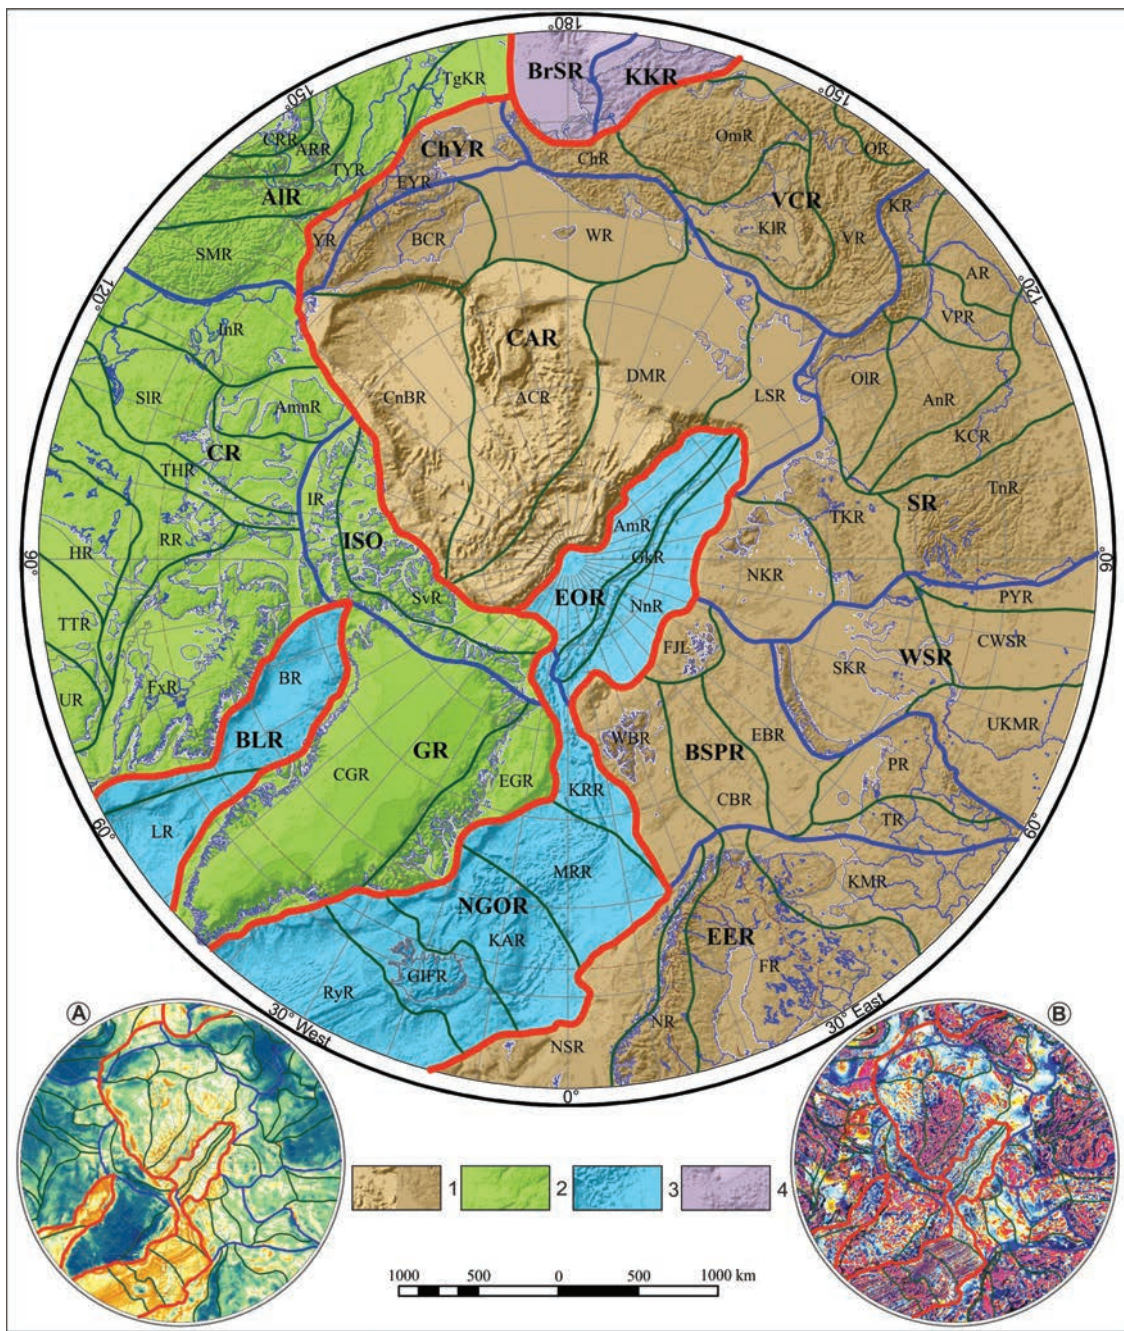 180°
BrSR
KKR
TgKR
150°
150°
CRR
ARR
TYR
ChYR
ChR
OmR
OR
AlR
EYR
VCR
KR
SMR
YR
BCR
WR
KlR
VR
AR
120°
120°
InR
VPR
CAR
SlR
AmnR
CnBR
ACR
DMR
LSR
OlR
AnR
CR
KCR
THR
IR
TKR
SR
TnR
RR
ISO
AmR
HR
GkR
90°
90°
SvR
EOR
NnR
NKR
PYR
TTR
FJL
CWSR
UR
FxR
BR
SKR
WSR
BLR
GR
WBR
BSPR
EBR
UKMR
CGR
EGR
KRR
CBR
PR
LR
TR
60°
60°
MRR
KMR
NGOR
EER
KAR
GIFR
FR
RyR
NR
30° West
30° East
NSR
0°
A
B
1
2
3
4
1000
500
0
500
1000 km